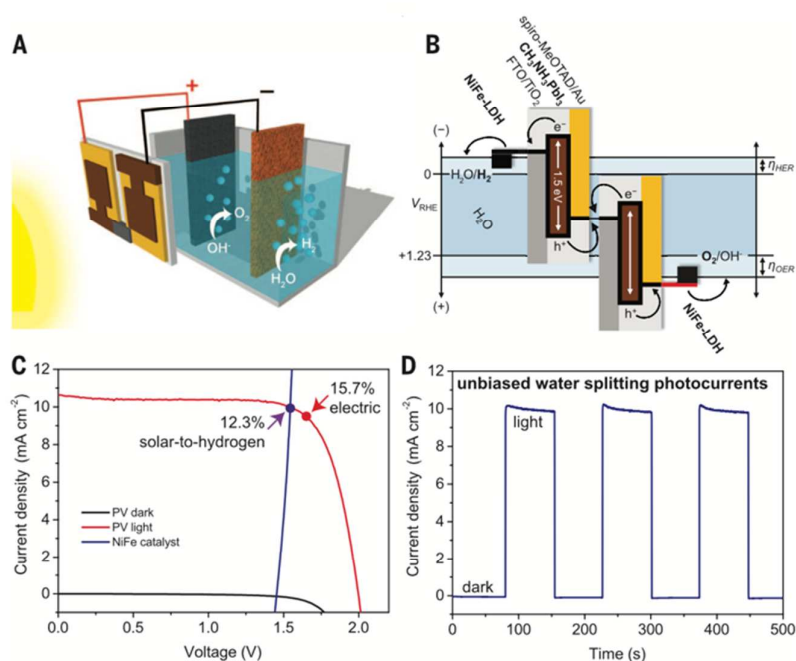 A
+
−
O₂
OH⁻
H₂
H₂O
B
spiro-MeOTAD/Au
CH₃NH₃PbI₃
FTO/TiO₂
NiFe-LDH
(−)
e⁻
H₂O/H₂
ηHER
0
1.5 eV
VRHE
H₂O
e⁻
h⁺
+1.23
O₂/OH⁻
ηOER
(+)
h⁺
NiFe-LDH
C
12
10
8
6
4
2
0
Current density (mA cm⁻²)
15.7%
electric
12.3%
solar-to-hydrogen
PV dark
PV light
NiFe catalyst
0.0 0.5 1.0 1.5 2.0
Voltage (V)
D
12
10
8
6
4
2
0
Current density (mA cm⁻²)
unbiased water splitting photocurrents
light
dark
0 100 200 300 400 500
Time (s)